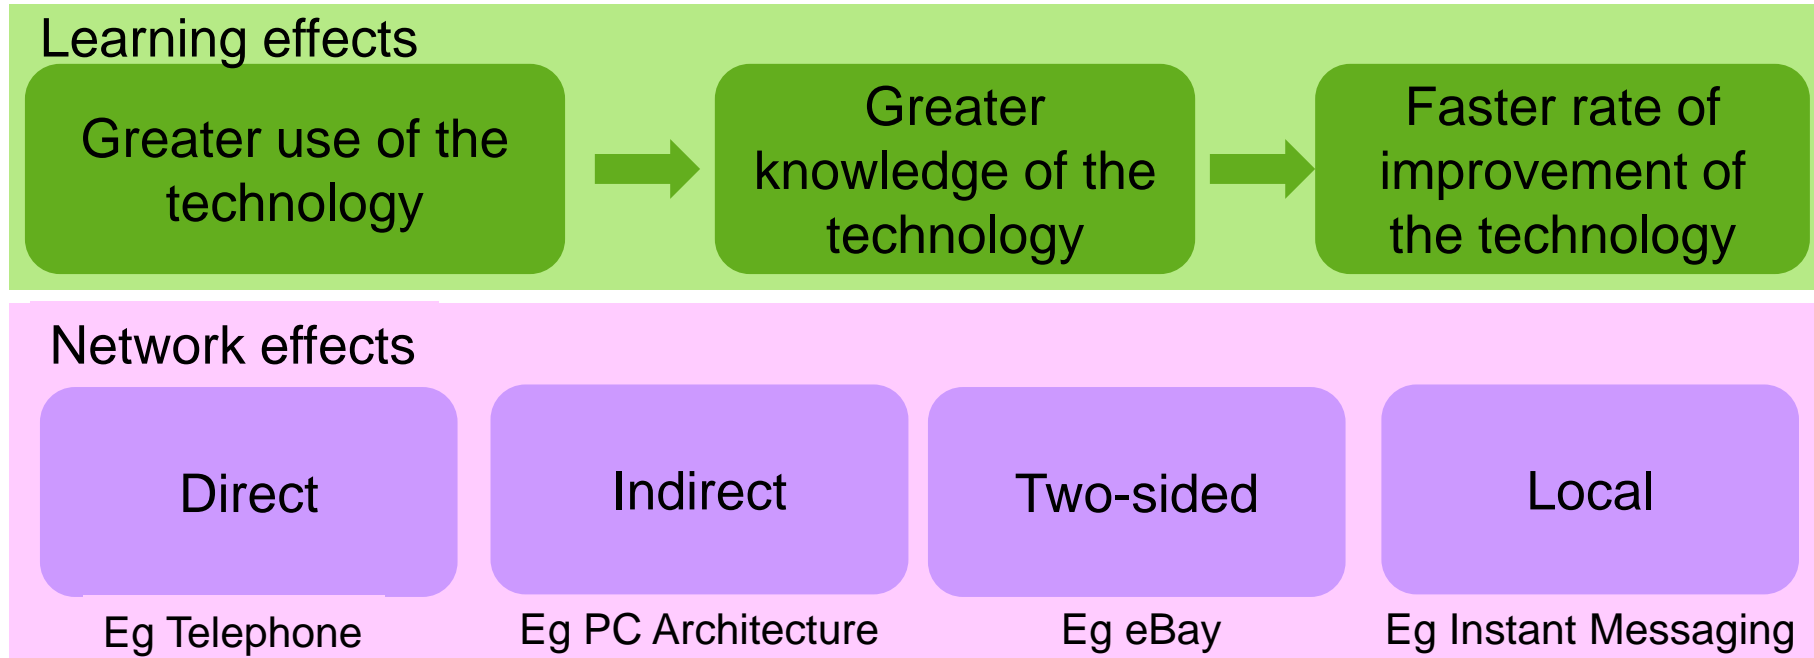 Learning effects
Greater use of the
technology
Greater
knowledge of the
technology
Faster rate of
improvement of
the technology
Network effects
Direct
Indirect
Two-sided
Local
Eg Telephone
Eg PC Architecture
Eg eBay
Eg Instant Messaging